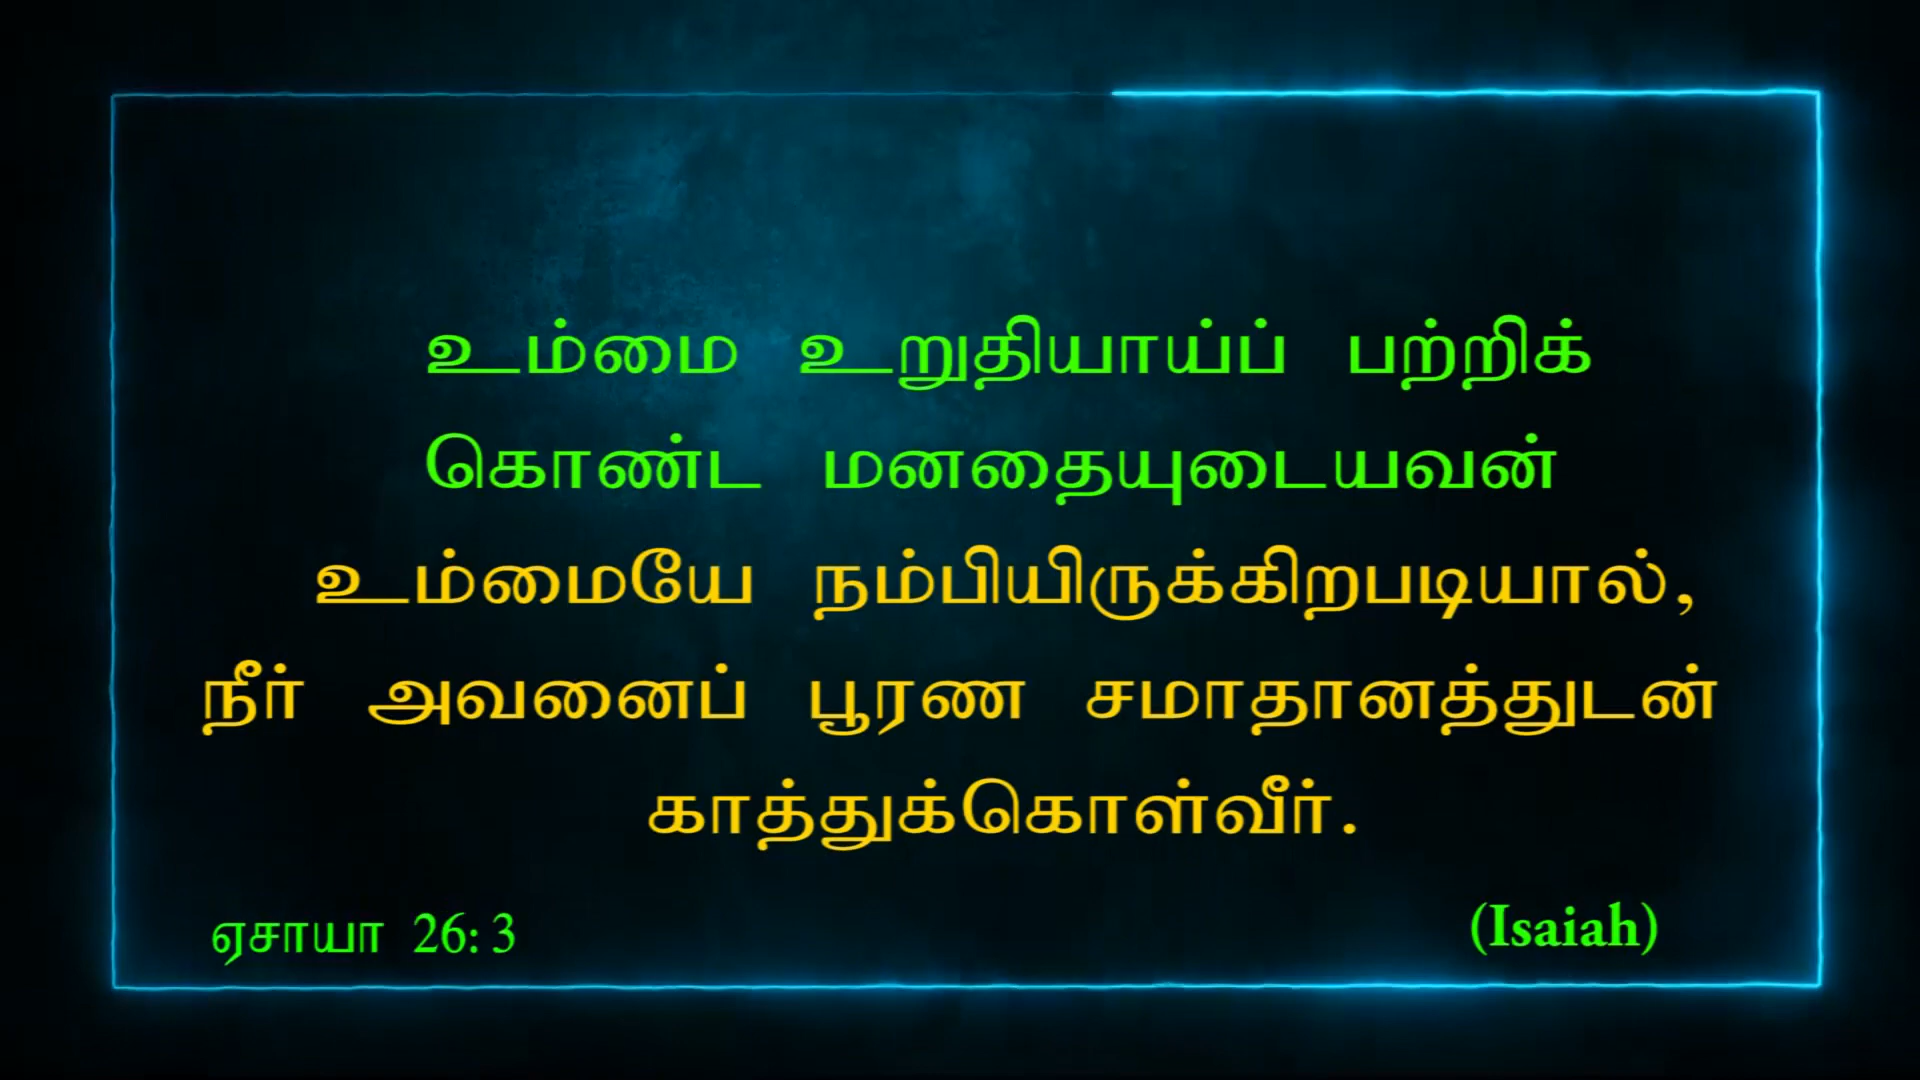 உம்மை உறுதியாய்ப் பற்றிக்
கொண்ட மனதையுடையவன்
உம்மையே நம்பியிருக்கிறபடியால்,
நீர் அவனைப் பூரண சமாதானத்துடன்
காத்துக்கொள்வீர்.
ஏசாயா 26: 3 (Isaiah)